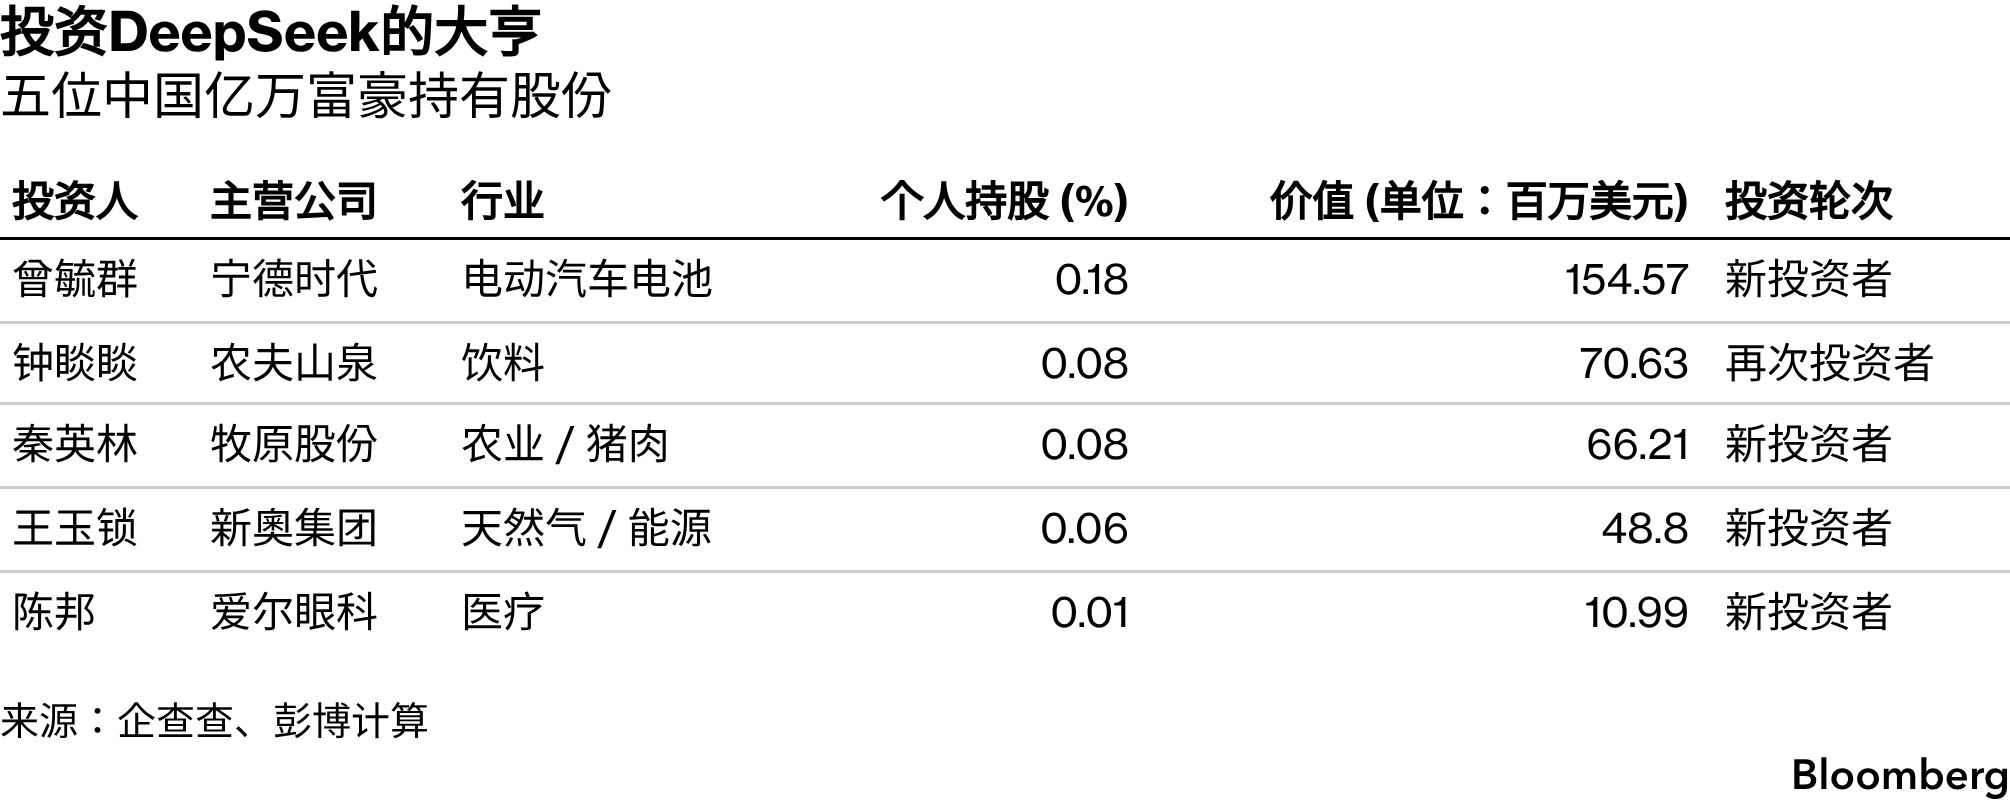 投资DeepSeek的大亨
五位中国亿万富豪持有股份
投资人 主营公司 行业 个人持股 (%) 价值 (单位：百万美元) 投资轮次
曾毓群 宁德时代 电动汽车电池 0.18 154.57 新投资者
钟睒睒 农夫山泉 饮料 0.08 70.63 再次投资者
秦英林 牧原股份 农业 / 猪肉 0.08 66.21 新投资者
王玉锁 新奥集团 天然气 / 能源 0.06 48.8 新投资者
陈邦 爱尔眼科 医疗 0.01 10.99 新投资者
来源：企查查、彭博计算
Bloomberg